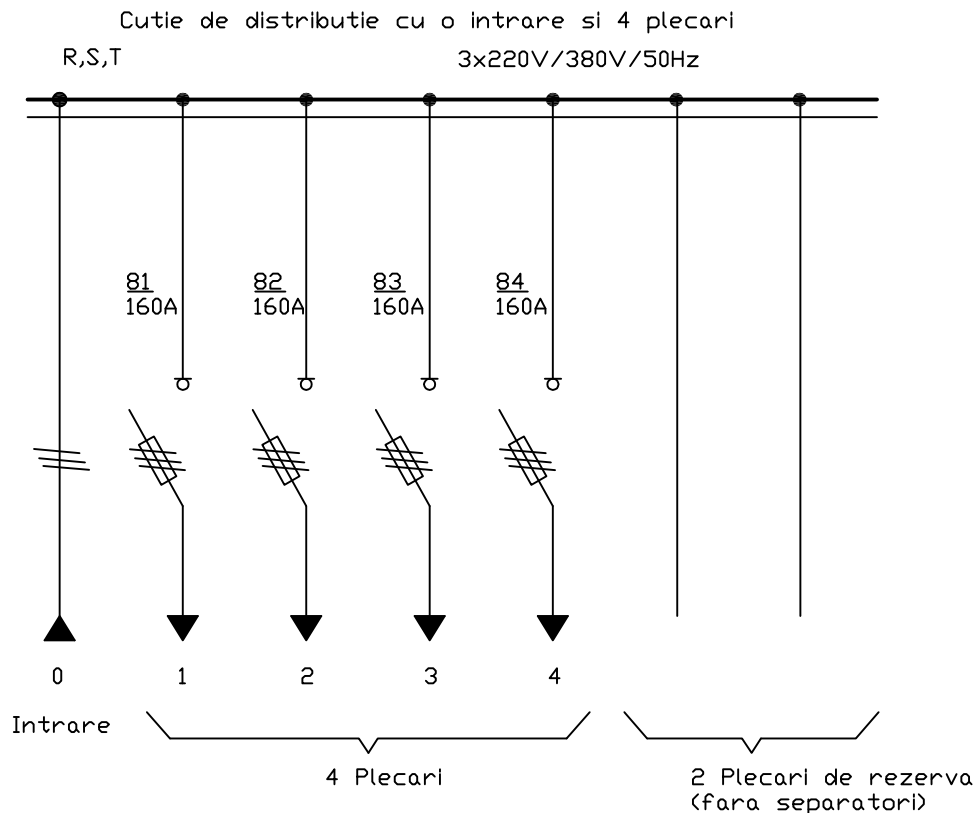 Cutie de distributie cu o intrare si 4 plecari
R,S,T 3x220V/380V/50Hz
81 82 83 84
160A 160A 160A 160A
0 1 2 3 4
Intrare
4 Plecari 2 Plecari de rezerva
(fara separatori)